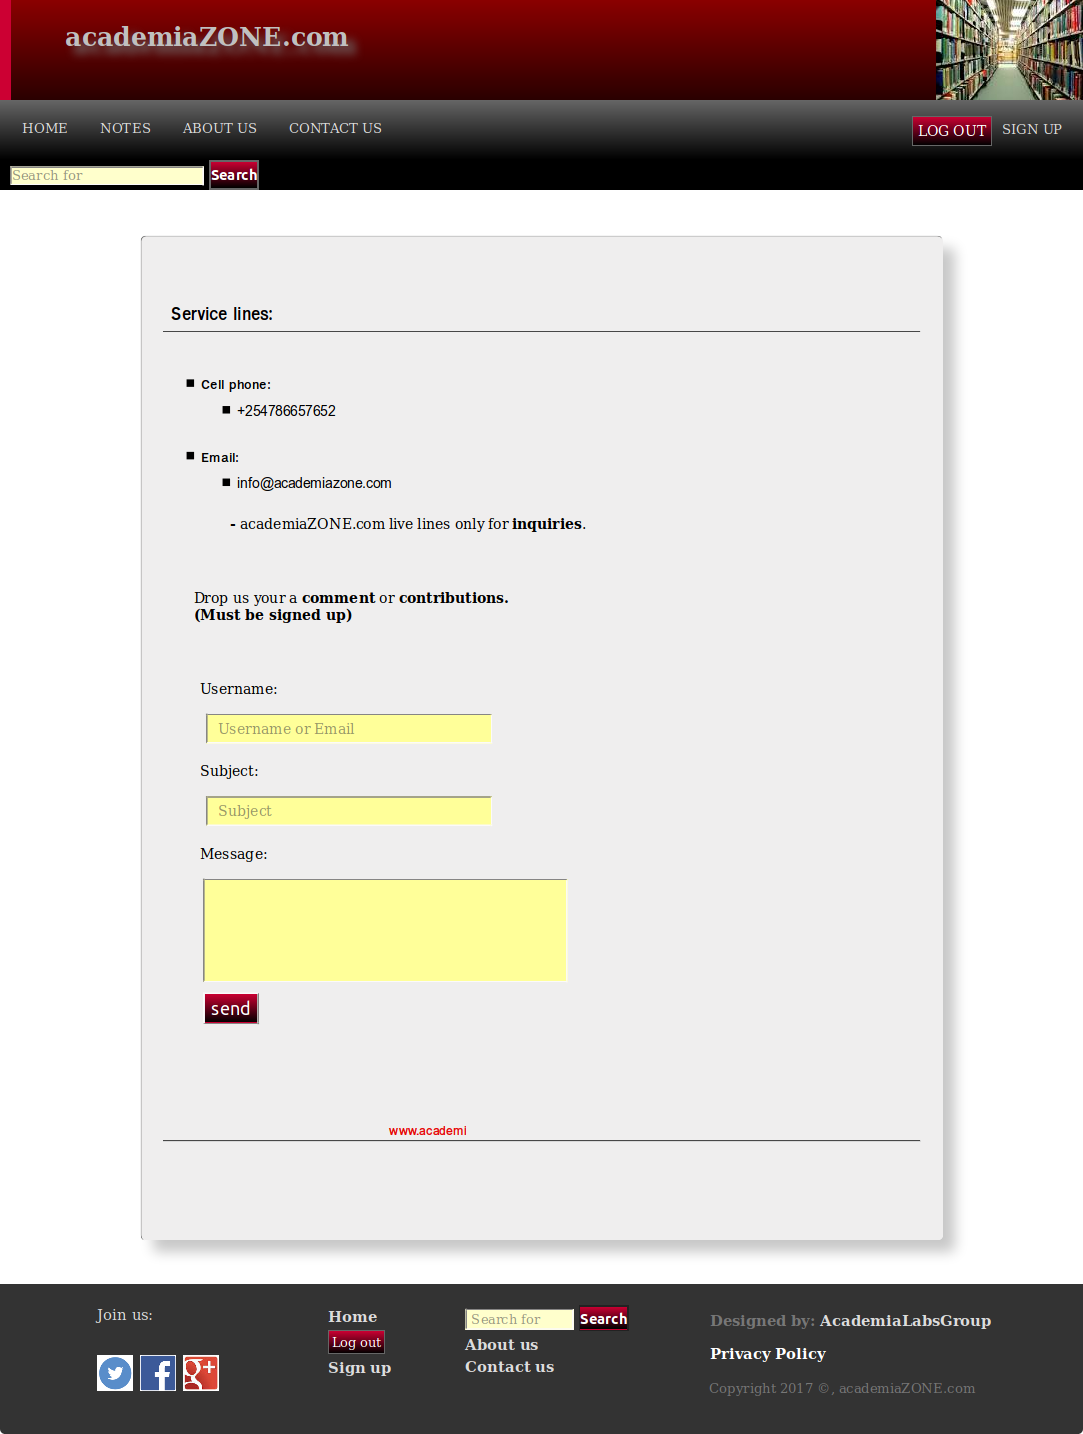 academiaZONE.com
HOME NOTES ABOUT US CONTACT US LOG OUT SIGN UP
Search for Search
Service lines:
Cell phone:
+254786657652
Email:
info@academiazone.com
- academiaZONE.com live lines only for inquiries.
Drop us your a comment or contributions.
(Must be signed up)
Username:
Username or Email
Subject:
Subject
Message:
send
www.academi
Join us:
Home
Log out
Sign up
Search for Search
About us
Contact us
Designed by: AcademiaLabsGroup
Privacy Policy
Copyright 2017 ©, academiaZONE.com